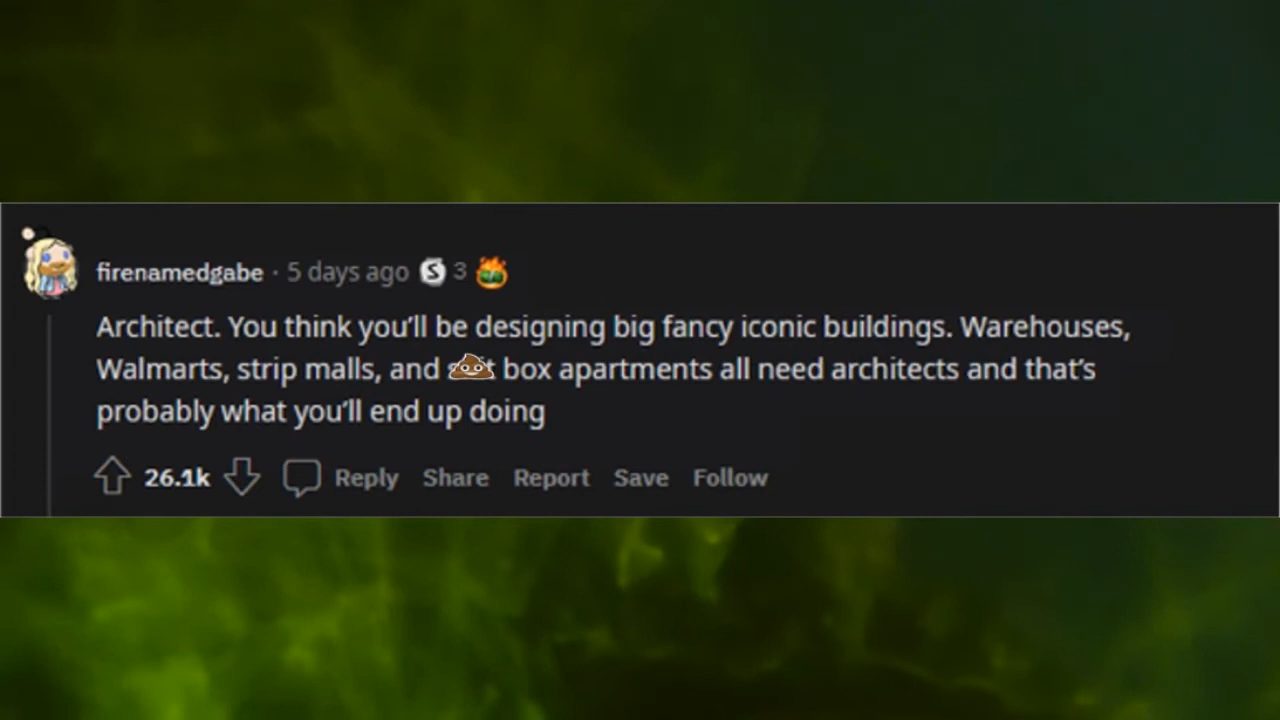 firenamedgabe · 5 days ago S 3
Architect. You think you’ll be designing big fancy iconic buildings. Warehouses,
Walmarts, strip malls, and 💩 box apartments all need architects and that’s
probably what you’ll end up doing
26.1k Reply Share Report Save Follow